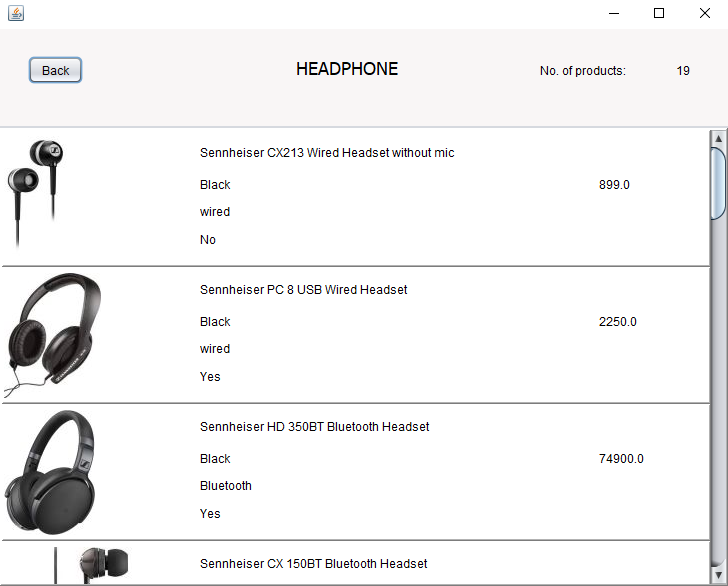 Back
HEADPHONE
No. of products: 19
Sennheiser CX213 Wired Headset without mic
Black 899.0
wired
No
Sennheiser PC 8 USB Wired Headset
Black 2250.0
wired
Yes
Sennheiser HD 350BT Bluetooth Headset
Black 74900.0
Bluetooth
Yes
Sennheiser CX 150BT Bluetooth Headset